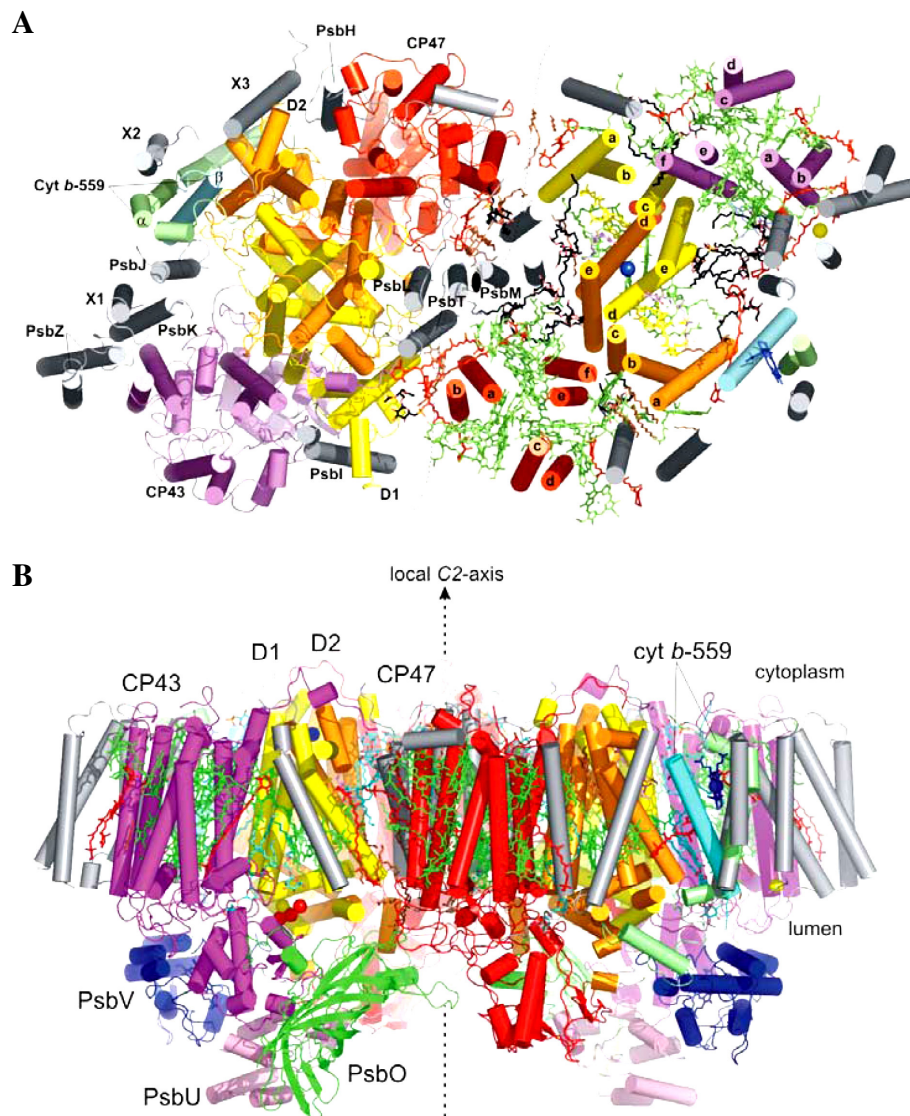 A
PsbH
CP47
X3
D2
X2
Cyt b-559
β
α
PsbJ
X1
PsbZ
PsbK
PsbL
PsbT
PsbM
CP43
PsbI
D1
d
c
a
b
e
f
a
b
c
d
e
e
d
c
b
a
f
e
b
a
c
d
B
local C2-axis
D1
D2
CP43
CP47
cyt b-559
cytoplasm
lumen
PsbV
PsbU
PsbO